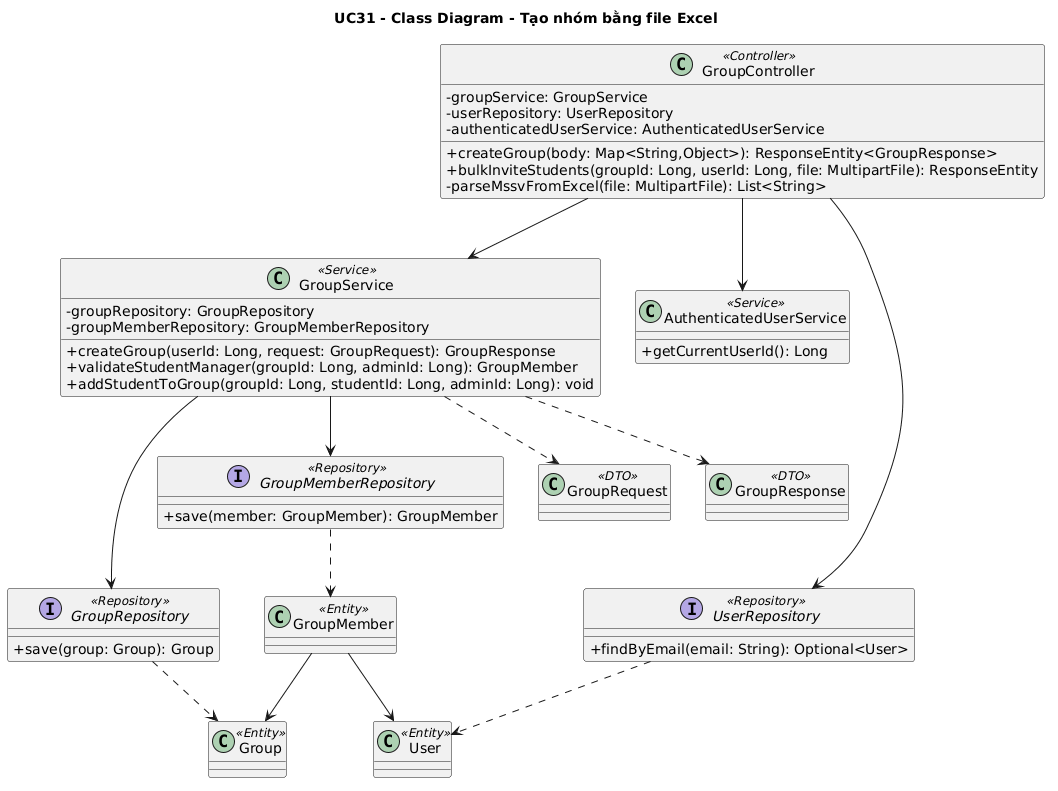 UC31 - Class Diagram - Tạo nhóm bằng file Excel
«Controller»
C GroupController
-groupService: GroupService
-userRepository: UserRepository
-authenticatedUserService: AuthenticatedUserService
+createGroup(body: Map<String,Object>): ResponseEntity<GroupResponse>
+bulkInviteStudents(groupId: Long, userId: Long, file: MultipartFile): ResponseEntity
-parseMssvFromExcel(file: MultipartFile): List<String>
«Service»
C GroupService
-groupRepository: GroupRepository
-groupMemberRepository: GroupMemberRepository
+createGroup(userId: Long, request: GroupRequest): GroupResponse
+validateStudentManager(groupId: Long, adminId: Long): GroupMember
+addStudentToGroup(groupId: Long, studentId: Long, adminId: Long): void
«Service»
C AuthenticatedUserService
+getCurrentUserId(): Long
«Repository»
I GroupMemberRepository
+save(member: GroupMember): GroupMember
«DTO»
C GroupRequest
«DTO»
C GroupResponse
«Repository»
I GroupRepository
+save(group: Group): Group
«Entity»
C GroupMember
«Repository»
I UserRepository
+findByEmail(email: String): Optional<User>
«Entity»
C Group
«Entity»
C User